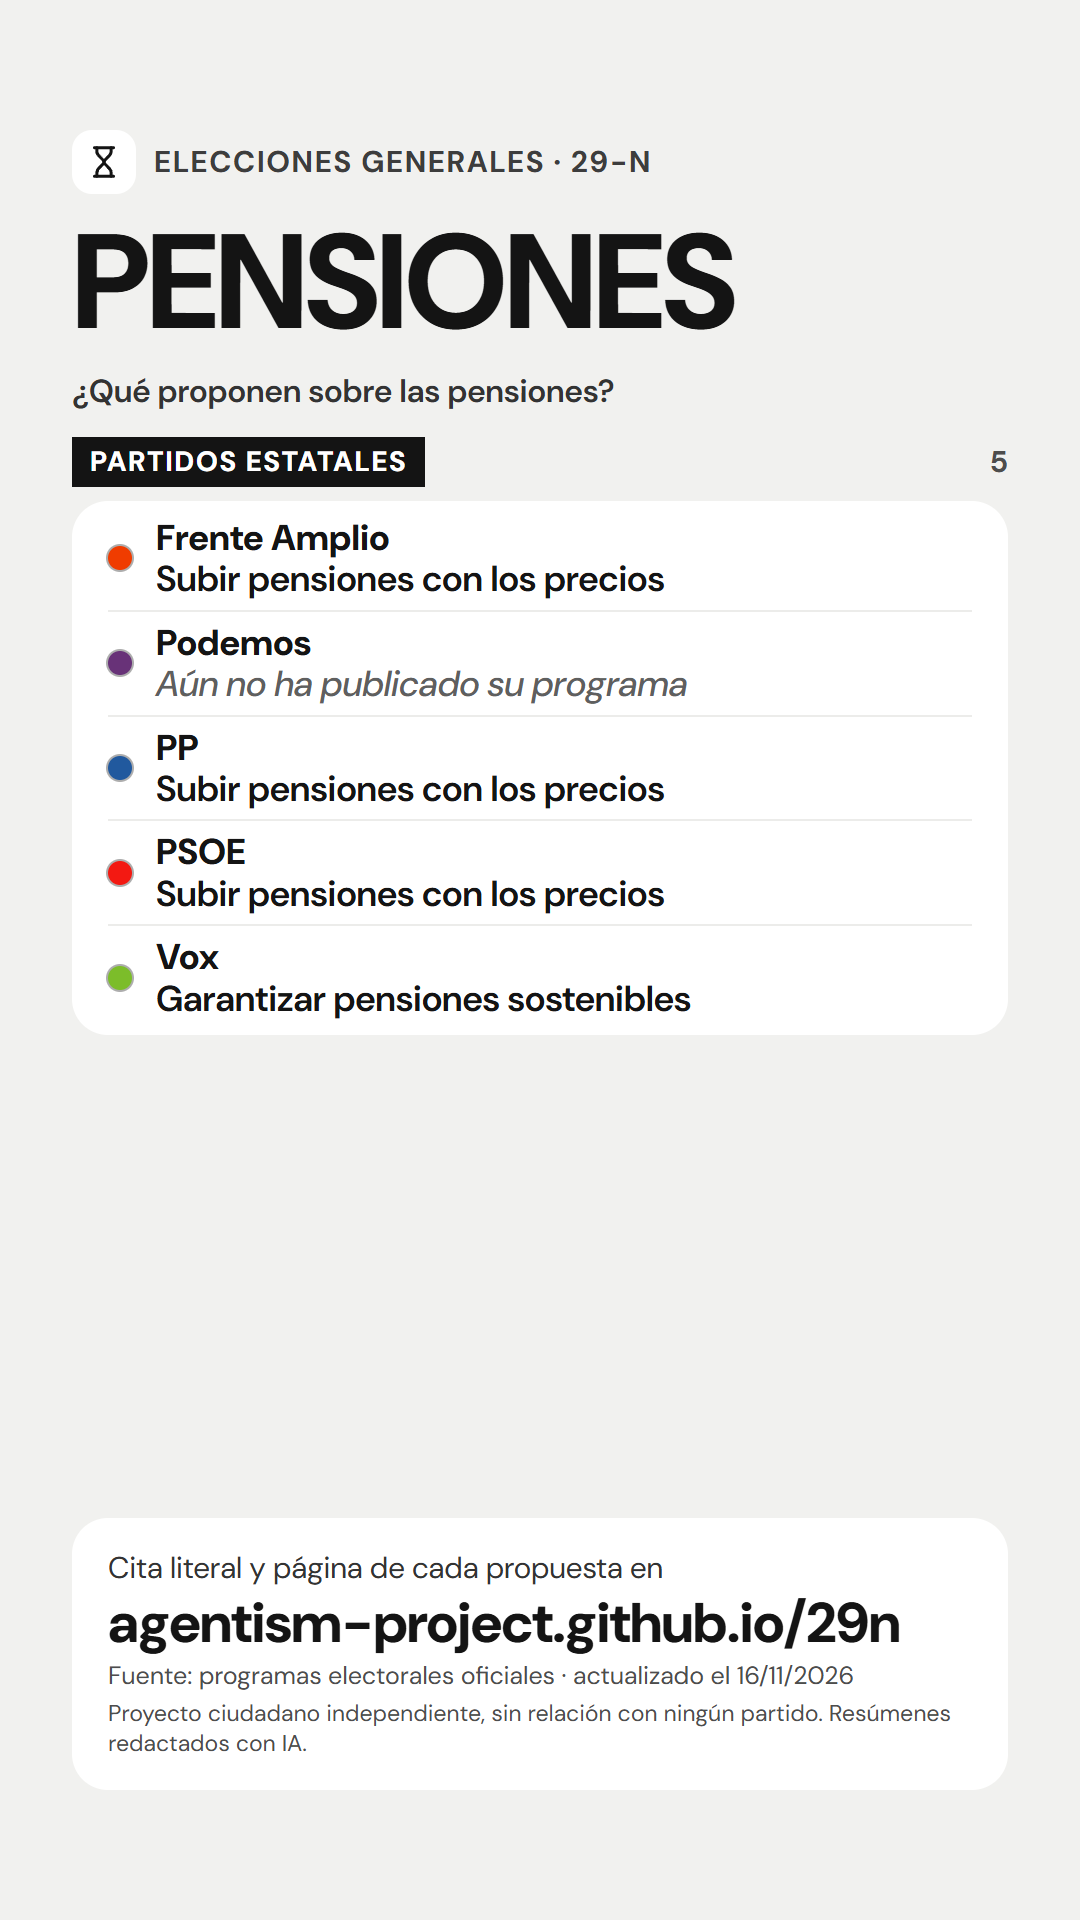 ELECCIONES GENERALES · 29-N
PENSIONES
¿Qué proponen sobre las pensiones?
PARTIDOS ESTATALES
5
Frente Amplio
Subir pensiones con los precios
Podemos
Aún no ha publicado su programa
PP
Subir pensiones con los precios
PSOE
Subir pensiones con los precios
Vox
Garantizar pensiones sostenibles
Cita literal y página de cada propuesta en
agentism-project.github.io/29n
Fuente: programas electorales oficiales · actualizado el 16/11/2026
Proyecto ciudadano independiente, sin relación con ningún partido. Resúmenes
redactados con IA.